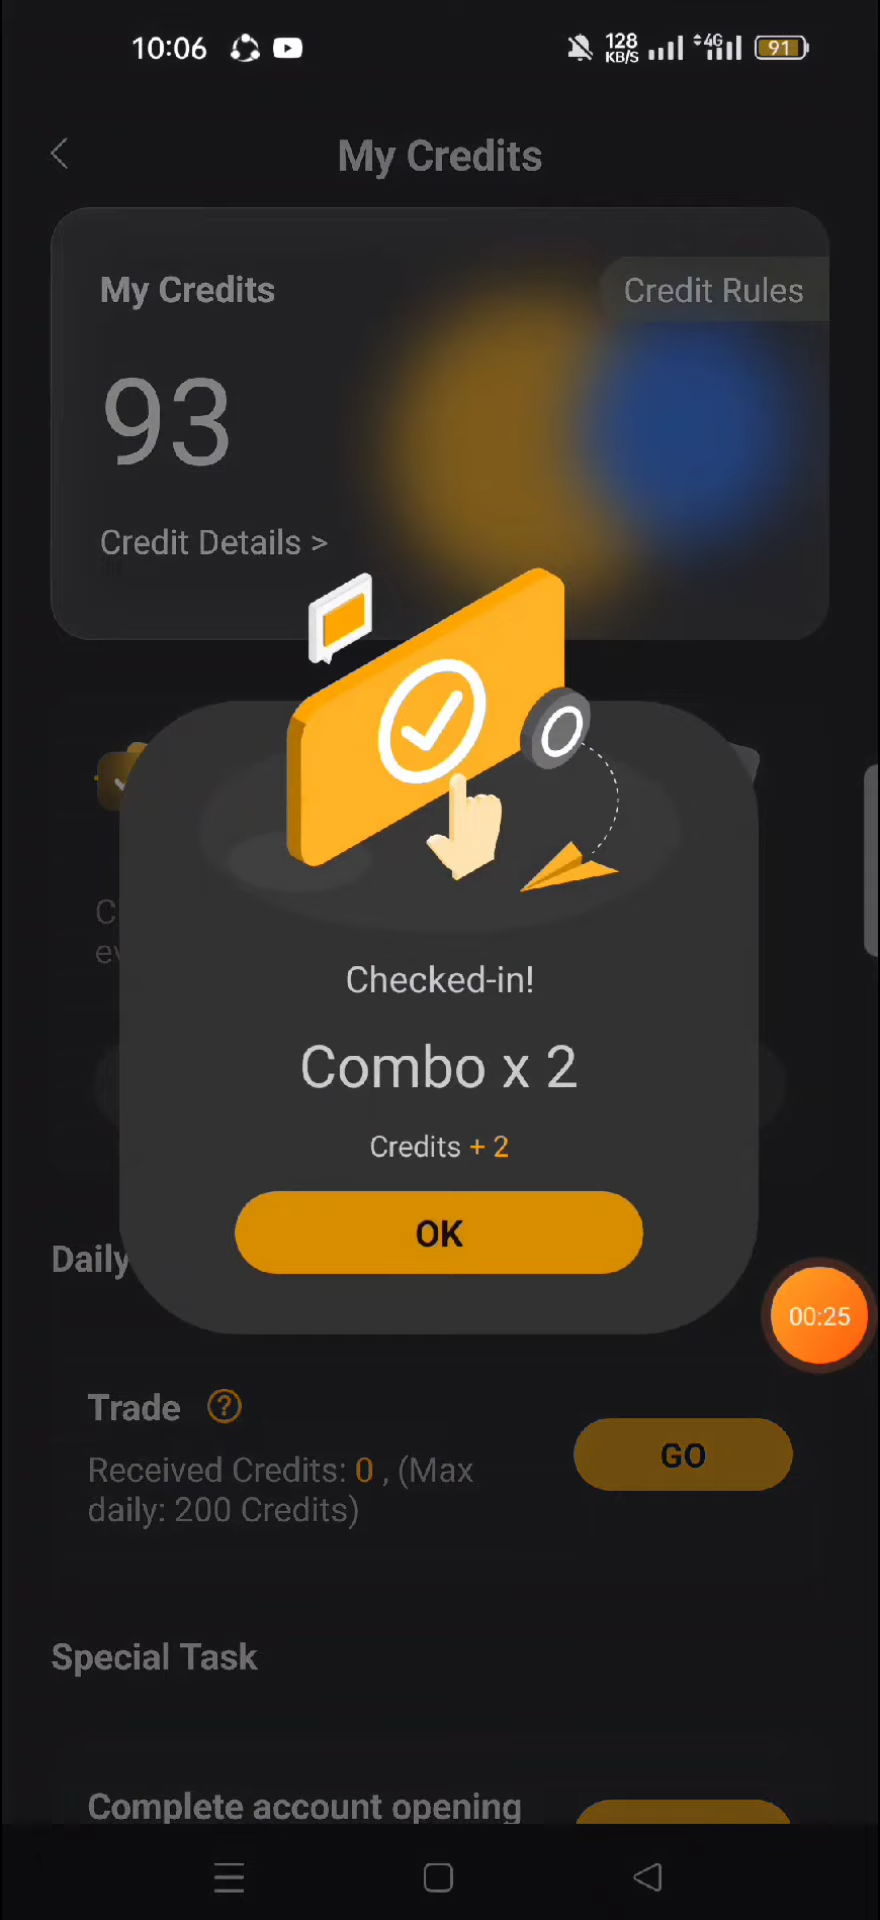 10:06
128
KB/S
4G
91
My Credits
My Credits
Credit Rules
93
Credit Details >
Checked-in!
Combo x 2
Credits + 2
OK
Daily
00:25
Trade ?
Received Credits: 0 , (Max
daily: 200 Credits)
GO
Special Task
Complete account opening